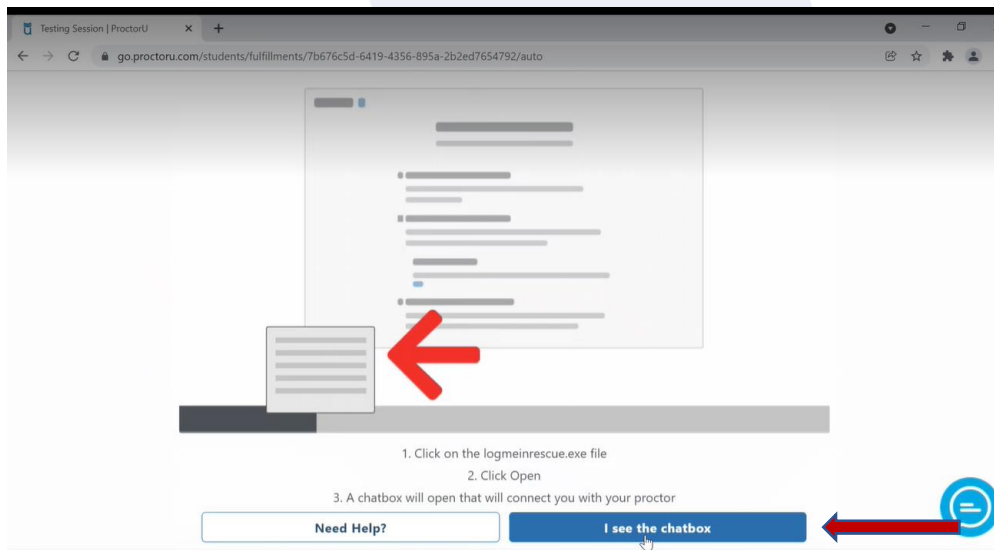 Testing Session | ProctorU
go.proctoru.com/students/fulfillments/7b676c5d-6419-4356-895a-2b2ed7654792/auto
1. Click on the logmeinrescue.exe file
2. Click Open
3. A chatbox will open that will connect you with your proctor
Need Help? I see the chatbox